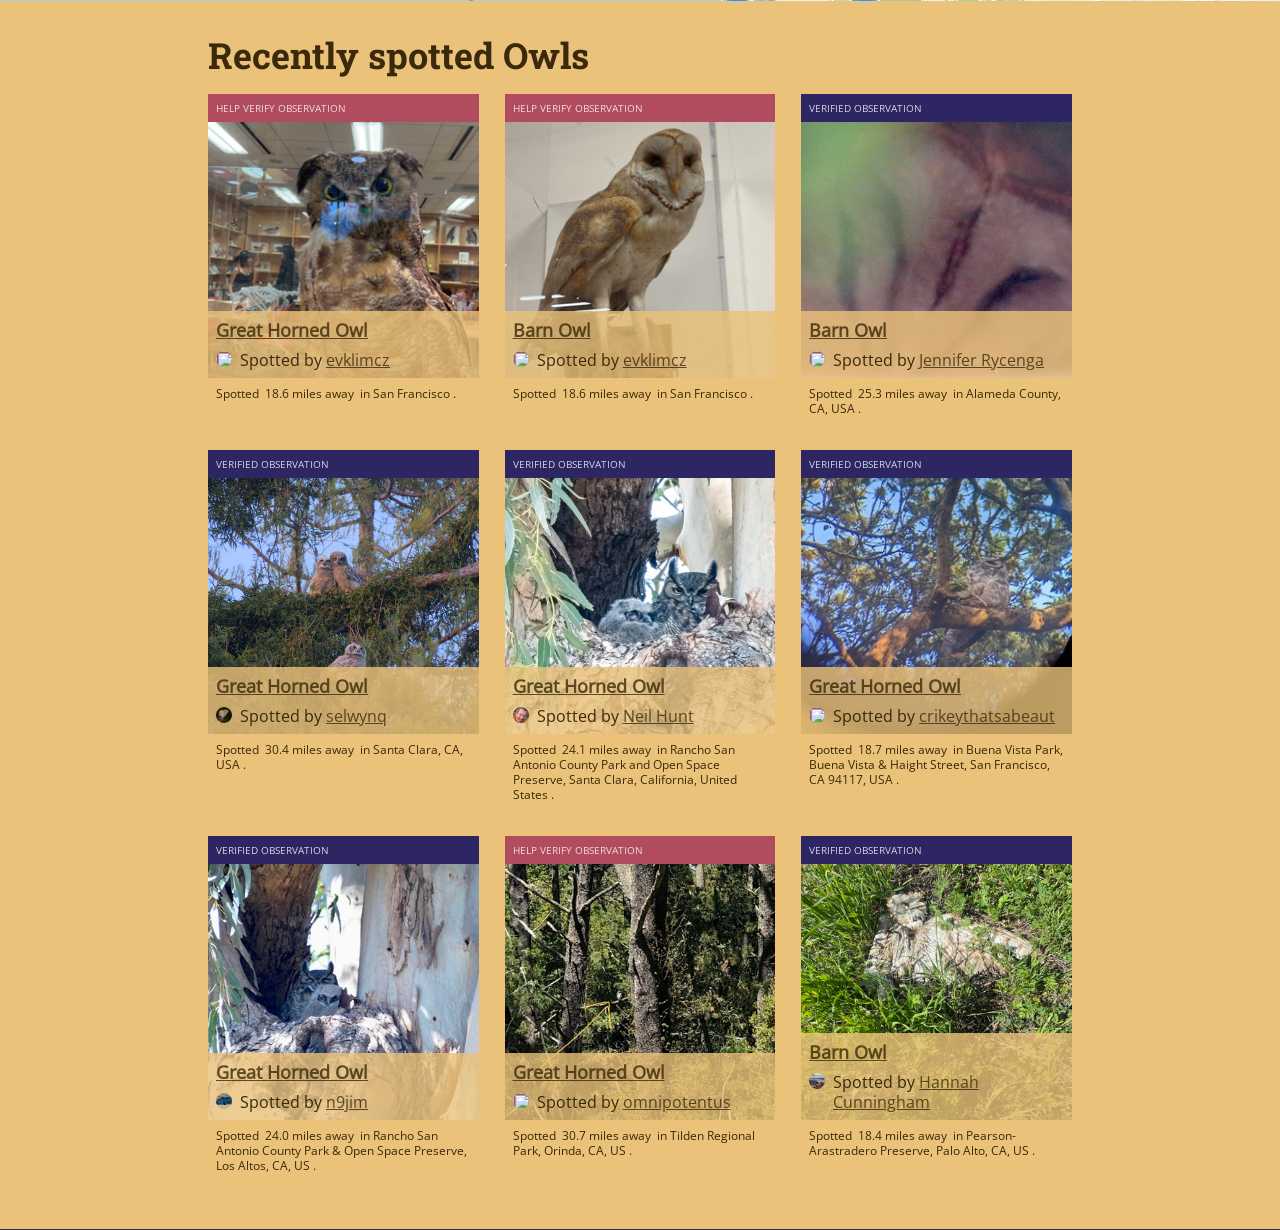 Recently spotted Owls
HELP VERIFY OBSERVATION
Great Horned Owl
Spotted by evklimcz
Spotted 18.6 miles away in San Francisco .
HELP VERIFY OBSERVATION
Barn Owl
Spotted by evklimcz
Spotted 18.6 miles away in San Francisco .
VERIFIED OBSERVATION
Barn Owl
Spotted by Jennifer Rycenga
Spotted 25.3 miles away in Alameda County,
CA, USA .
VERIFIED OBSERVATION
Great Horned Owl
Spotted by selwynq
Spotted 30.4 miles away in Santa Clara, CA,
USA .
VERIFIED OBSERVATION
Great Horned Owl
Spotted by Neil Hunt
Spotted 24.1 miles away in Rancho San
Antonio County Park and Open Space
Preserve, Santa Clara, California, United
States .
VERIFIED OBSERVATION
Great Horned Owl
Spotted by crikeythatsabeaut
Spotted 18.7 miles away in Buena Vista Park,
Buena Vista & Haight Street, San Francisco,
CA 94117, USA .
VERIFIED OBSERVATION
Great Horned Owl
Spotted by n9jim
Spotted 24.0 miles away in Rancho San
Antonio County Park & Open Space Preserve,
Los Altos, CA, US .
HELP VERIFY OBSERVATION
Great Horned Owl
Spotted by omnipotentus
Spotted 30.7 miles away in Tilden Regional
Park, Orinda, CA, US .
VERIFIED OBSERVATION
Barn Owl
Spotted by Hannah
Cunningham
Spotted 18.4 miles away in Pearson-
Arastradero Preserve, Palo Alto, CA, US .